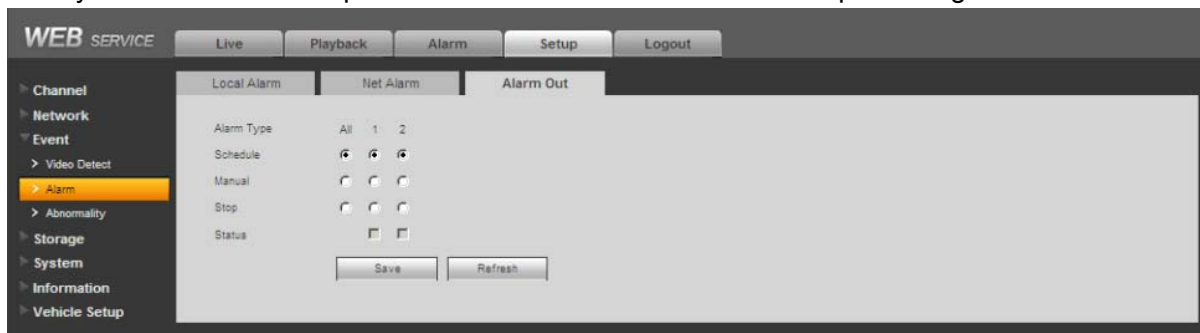 WEB SERVICE
Live Playback Alarm Setup Logout
Local Alarm Net Alarm Alarm Out
Channel
Network
Event
> Video Detect
> Alarm
> Abnormality
Storage
System
Information
Vehicle Setup
Alarm Type All 1 2
Schedule
Manual
Stop
Status
Save Refresh